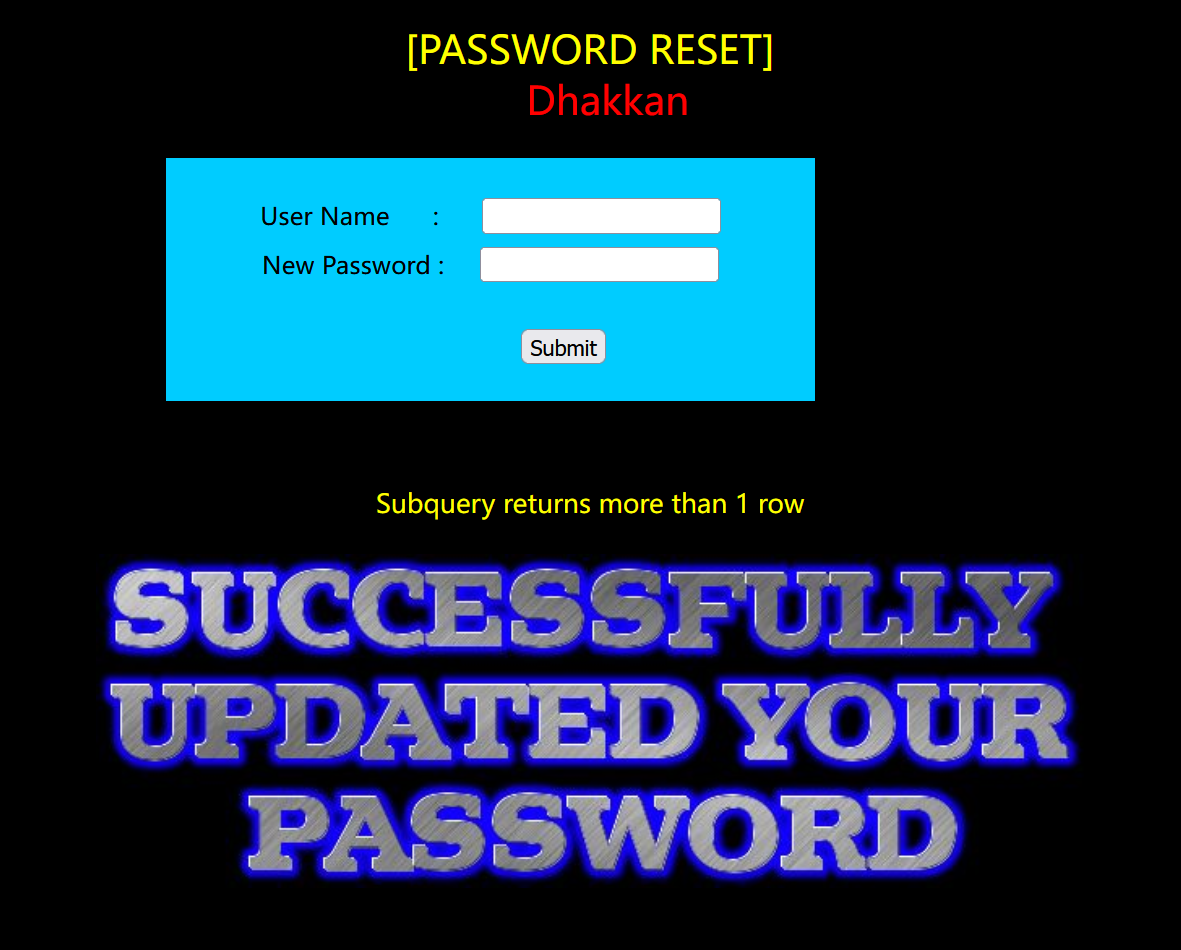 [PASSWORD RESET]
Dhakkan
User Name :
New Password :
Submit
Subquery returns more than 1 row
SUCCESSFULLY
UPDATED YOUR
PASSWORD